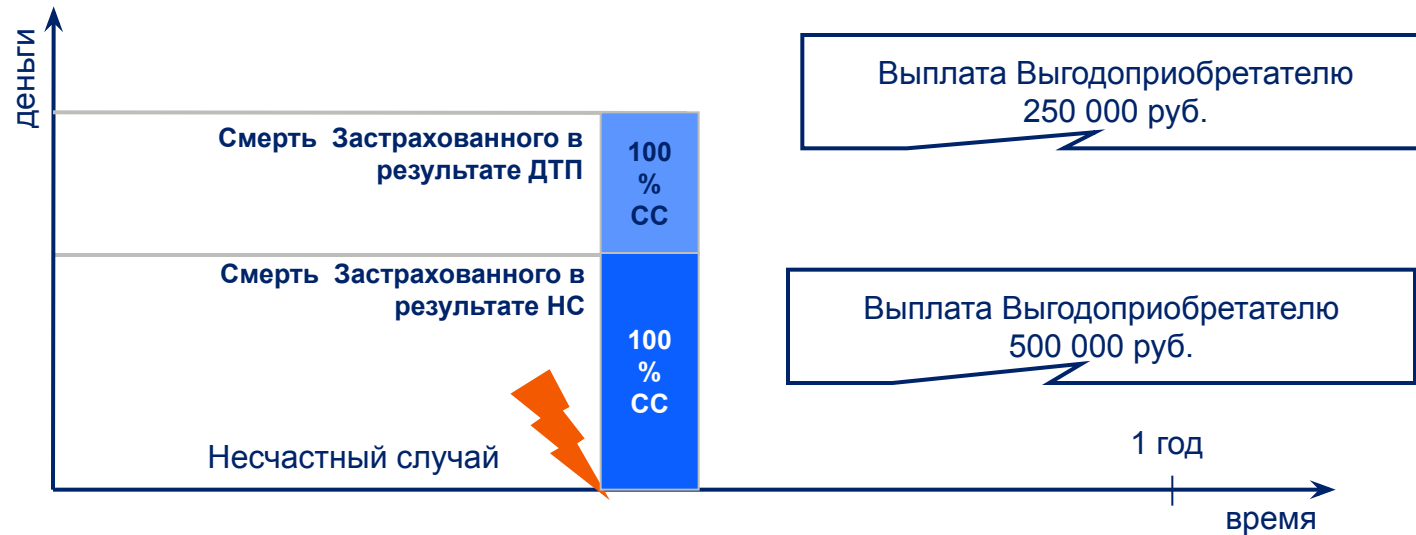 деньги
Выплата Выгодоприобретателю
250 000 руб.
Смерть Застрахованного в
результате ДТП
100
%
СС
Смерть Застрахованного в
результате НС
100
%
СС
Выплата Выгодоприобретателю
500 000 руб.
Несчастный случай
1 год
время